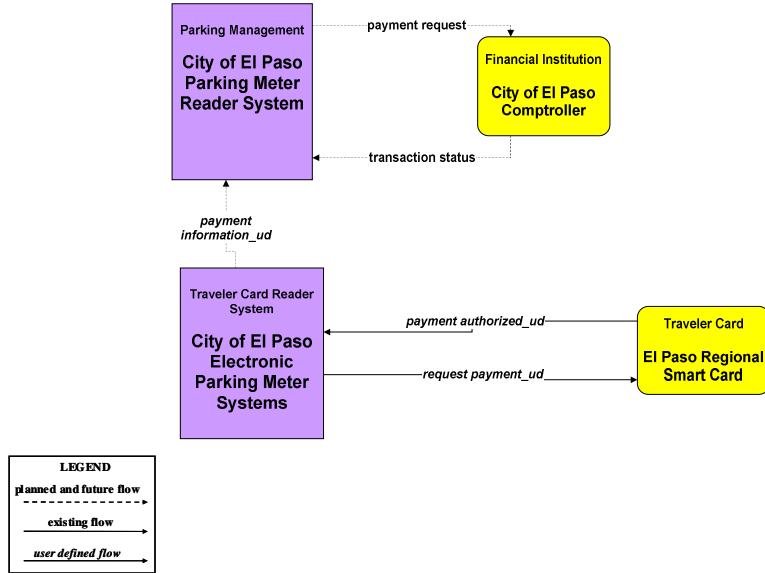 Parking Management
City of El Paso
Parking Meter
Reader System
payment request
Financial Institution
City of El Paso
Comptroller
transaction status
payment
information_ud
Traveler Card Reader
System
City of El Paso
Electronic
Parking Meter
Systems
payment authorized_ud
request payment_ud
Traveler Card
El Paso Regional
Smart Card
LEGEND
planned and future flow
existing flow
user defined flow